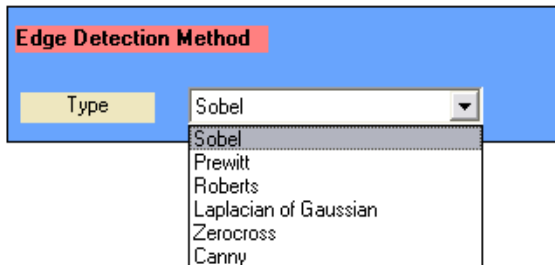 Edge Detection Method
Type
Sobel
Sobel
Prewitt
Roberts
Laplacian of Gaussian
Zerocross
Canny